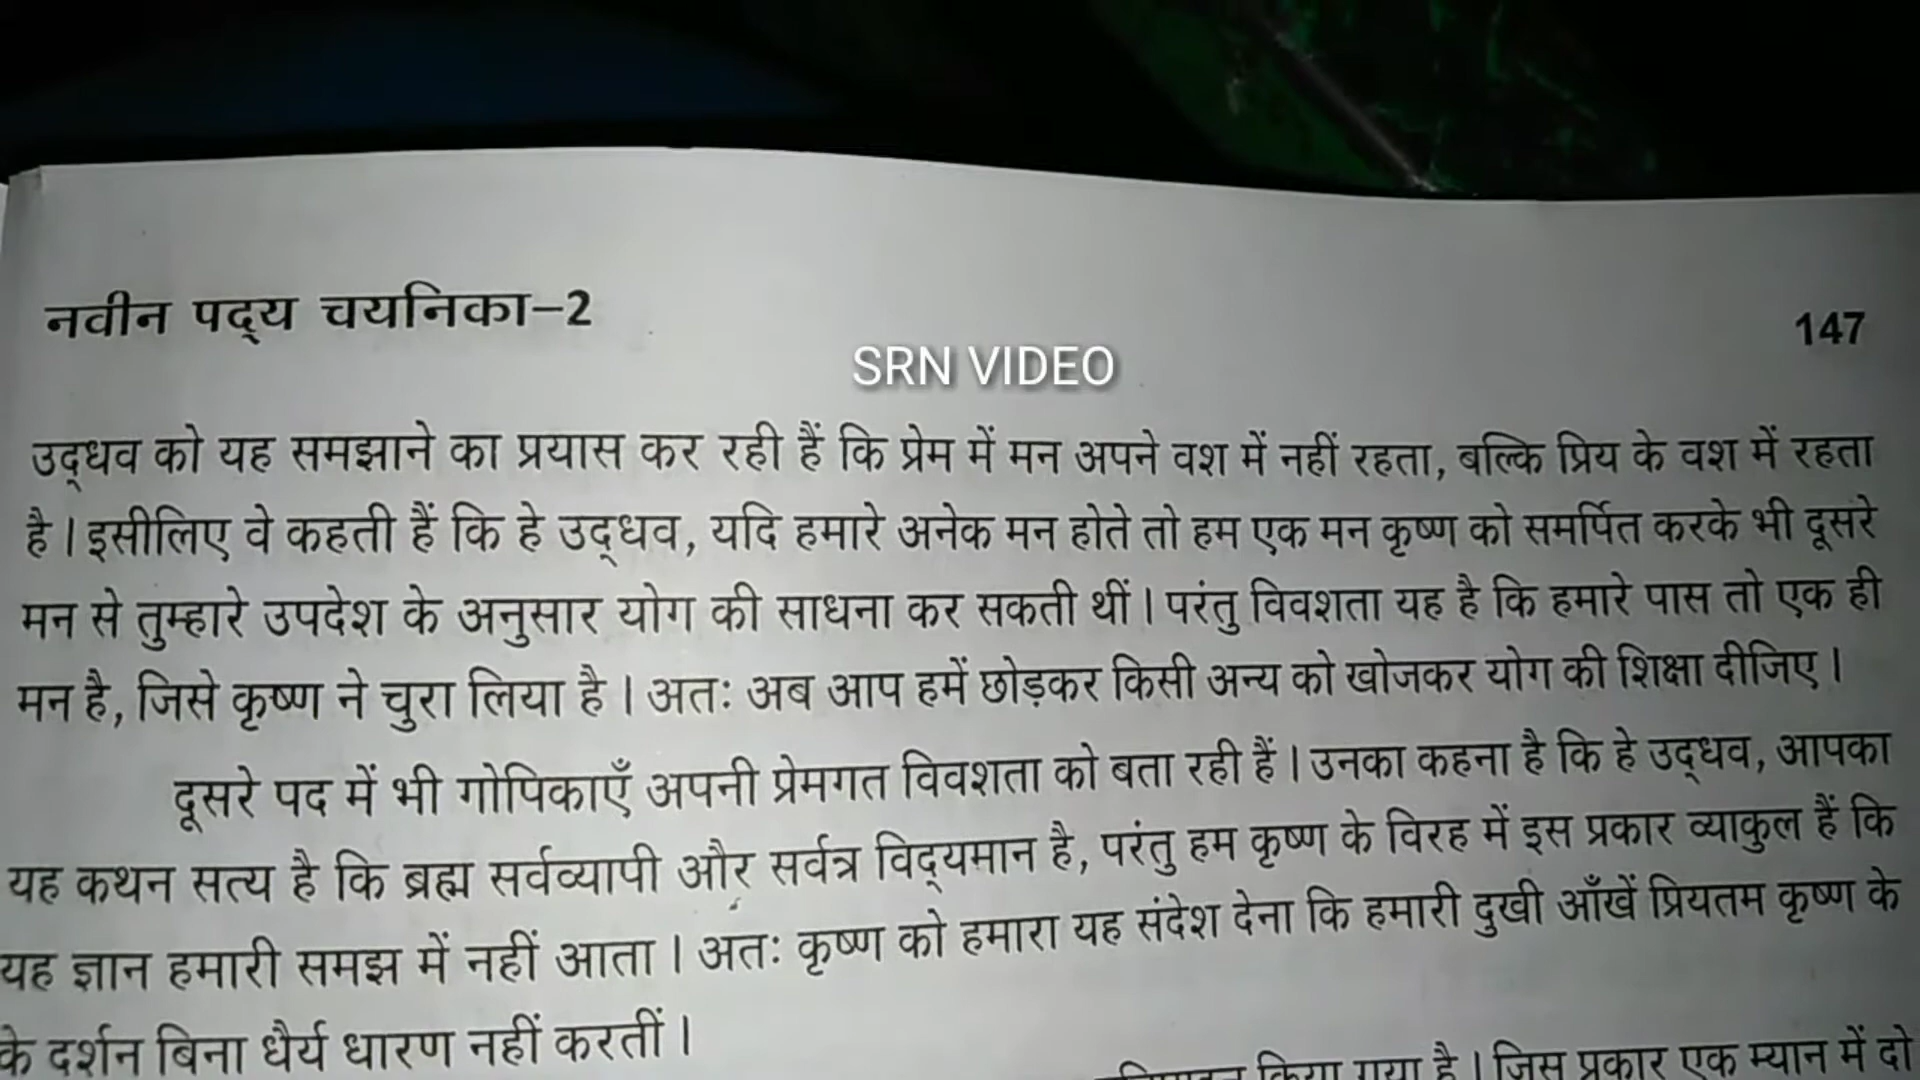 नवीन पद्य चयनिका–2
147
SRN VIDEO
उद्धव को यह समझाने का प्रयास कर रही हैं कि प्रेम में मन अपने वश में नहीं रहता, बल्कि प्रिय के वश में रहता
है। इसीलिए वे कहती हैं कि हे उद्धव, यदि हमारे अनेक मन होते तो हम एक मन कृष्ण को समर्पित करके भी दूसरे
मन से तुम्हारे उपदेश के अनुसार योग की साधना कर सकती थीं। परंतु विवशता यह है कि हमारे पास तो एक ही
मन है, जिसे कृष्ण ने चुरा लिया है। अतः अब आप हमें छोड़कर किसी अन्य को खोजकर योग की शिक्षा दीजिए।
दूसरे पद में भी गोपिकाएँ अपनी प्रेमगत विवशता को बता रही हैं। उनका कहना है कि हे उद्धव, आपका
यह कथन सत्य है कि ब्रह्म सर्वव्यापी और सर्वत्र विद्यमान है, परंतु हम कृष्ण के विरह में इस प्रकार व्याकुल हैं कि
यह ज्ञान हमारी समझ में नहीं आता। अतः कृष्ण को हमारा यह संदेश देना कि हमारी दुखी आँखें प्रियतम कृष्ण के
के दर्शन बिना धैर्य धारण नहीं करतीं।
किया गया है। जिस प्रकार एक म्यान में दो